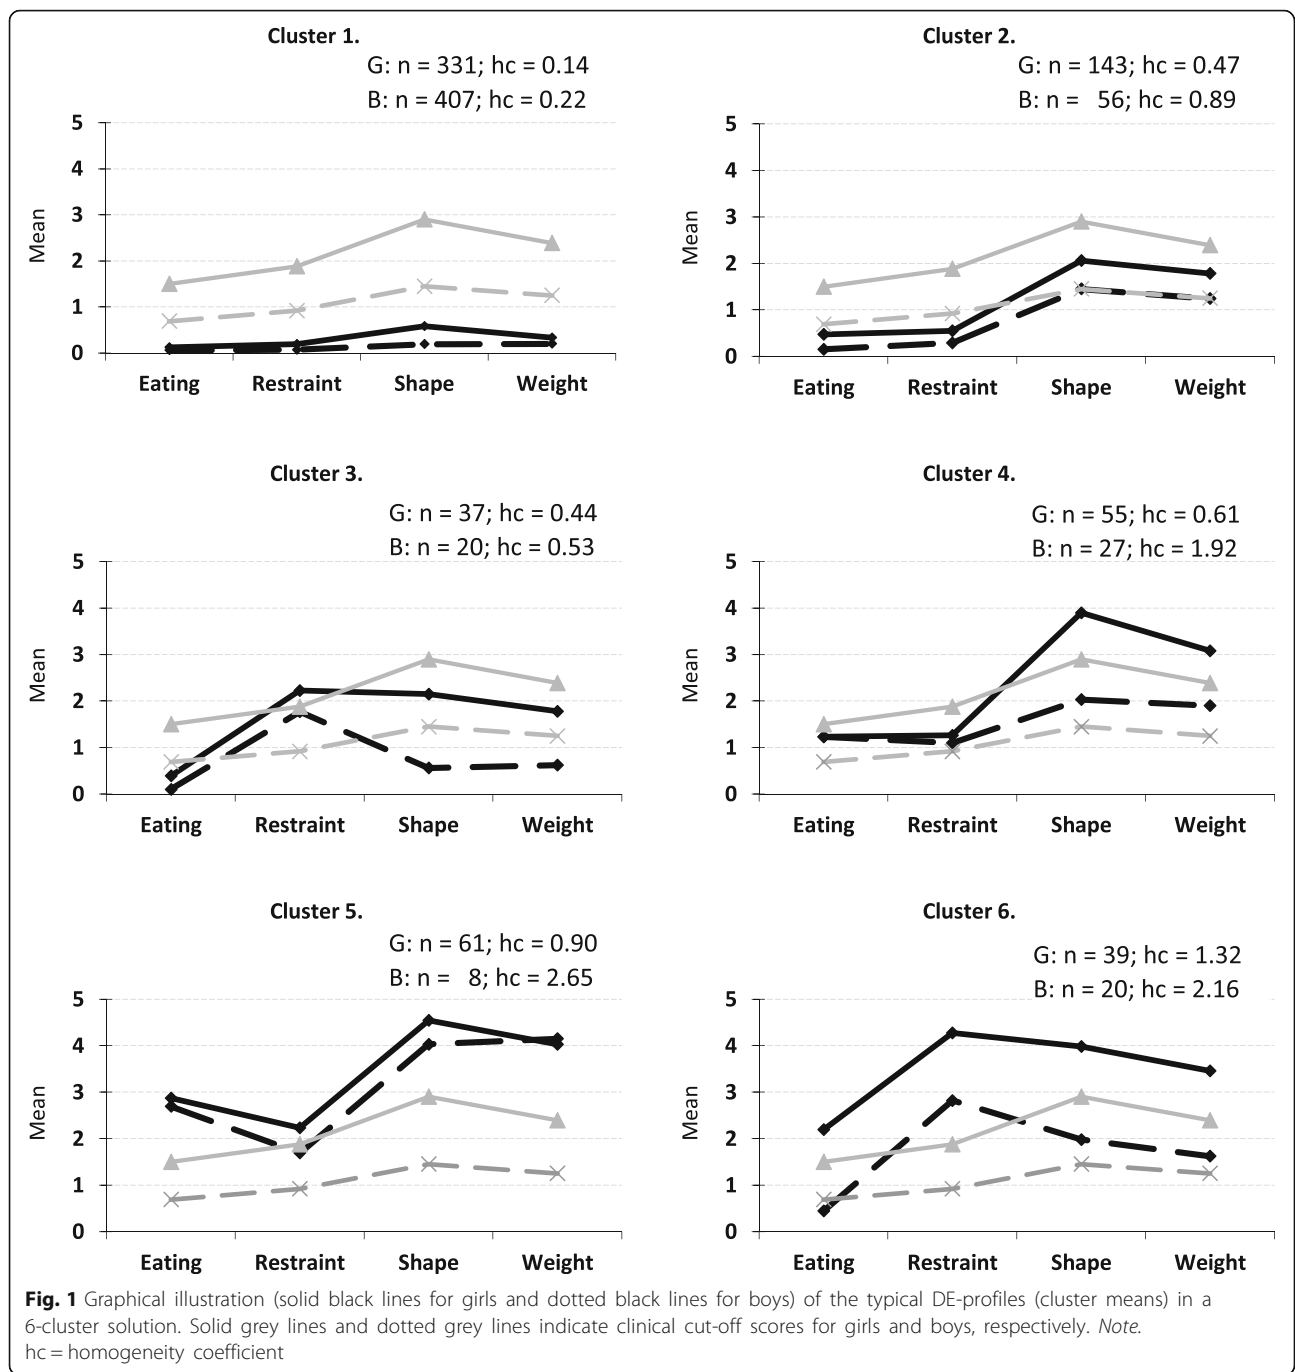 Cluster 1.
G: n = 331; hc = 0.14
B: n = 407; hc = 0.22
5
4
3
2
1
0
Mean
Eating Restraint Shape Weight
Cluster 2.
G: n = 143; hc = 0.47
B: n = 56; hc = 0.89
5
4
3
2
1
0
Mean
Eating Restraint Shape Weight
Cluster 3.
G: n = 37; hc = 0.44
B: n = 20; hc = 0.53
5
4
3
2
1
0
Mean
Eating Restraint Shape Weight
Cluster 4.
G: n = 55; hc = 0.61
B: n = 27; hc = 1.92
5
4
3
2
1
0
Mean
Eating Restraint Shape Weight
Cluster 5.
G: n = 61; hc = 0.90
B: n = 8; hc = 2.65
5
4
3
2
1
0
Mean
Eating Restraint Shape Weight
Cluster 6.
G: n = 39; hc = 1.32
B: n = 20; hc = 2.16
5
4
3
2
1
0
Mean
Eating Restraint Shape Weight
Fig. 1 Graphical illustration (solid black lines for girls and dotted black lines for boys) of the typical DE-profiles (cluster means) in a
6-cluster solution. Solid grey lines and dotted grey lines indicate clinical cut-off scores for girls and boys, respectively. Note.
hc = homogeneity coefficient